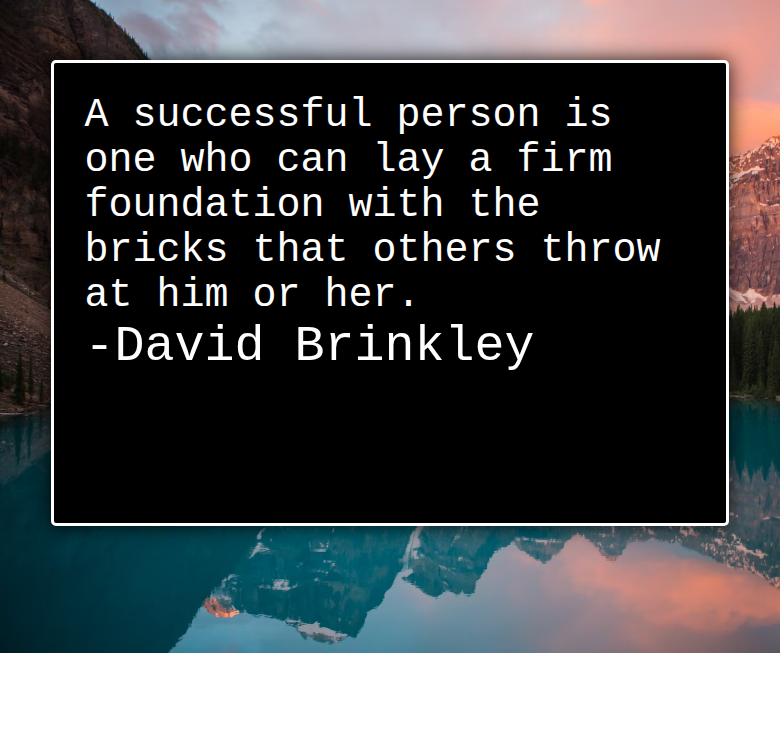 A successful person is
one who can lay a firm
foundation with the
bricks that others throw
at him or her.
-David Brinkley